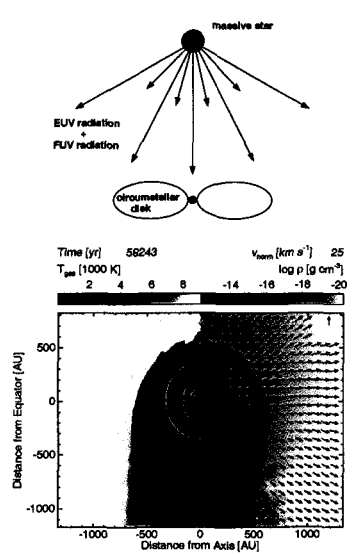 massive star
EUV radiation
+
FUV radiation
circumstellar
disk
Time [yr] 56243 v_norm [km s⁻¹] 25
T_gas [1000 K] log ρ [g cm⁻³]
2 4 6 8 -14 -16 -18 -20
500
0
-500
-1000
Distance from Equator [AU]
-1000 -500 0 500 1000
Distance from Axis [AU]